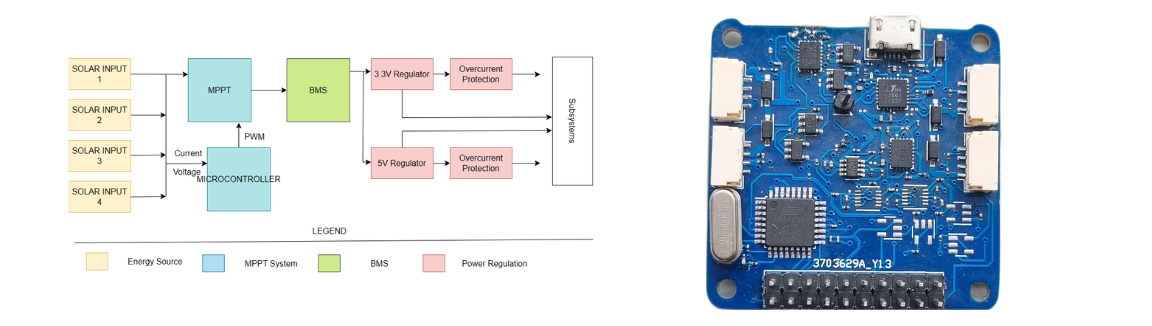 SOLAR INPUT
1
SOLAR INPUT
2
SOLAR INPUT
3
SOLAR INPUT
4
Current
Voltage
MPPT
PWM
MICROCONTROLLER
BMS
3.3V Regulator
Overcurrent
Protection
5V Regulator
Overcurrent
Protection
Subsystems
LEGEND
Energy Source
MPPT System
BMS
Power Regulation
3703629A_Y13